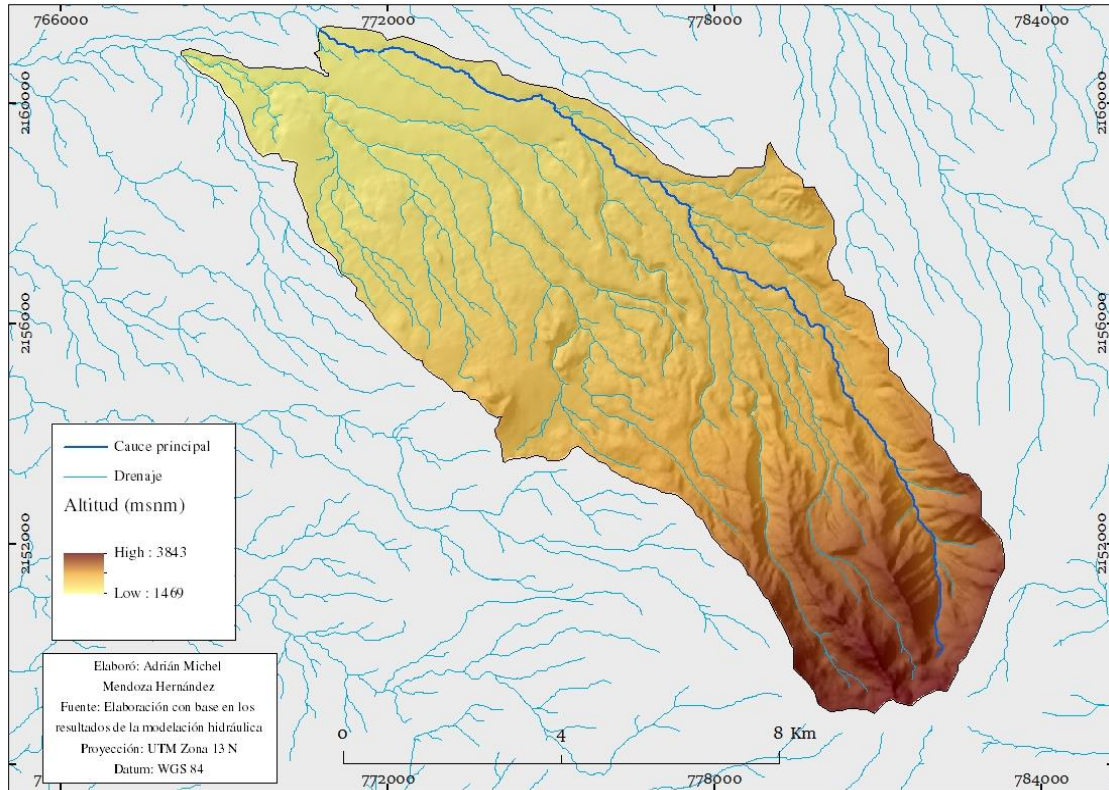 766000 772000 778000 784000
2160000 2160000
2156000 2156000
Cauce principal
Drenaje
Altitud (msnm)
High : 3843
Low : 1469
2152000 2152000
Elaboró: Adrián Michel
Mendoza Hernández
Fuente: Elaboración con base en los
resultados de la modelación hidráulica
Proyección: UTM Zona 13 N
Datum: WGS 84
0 4 8 Km
772000 778000 784000